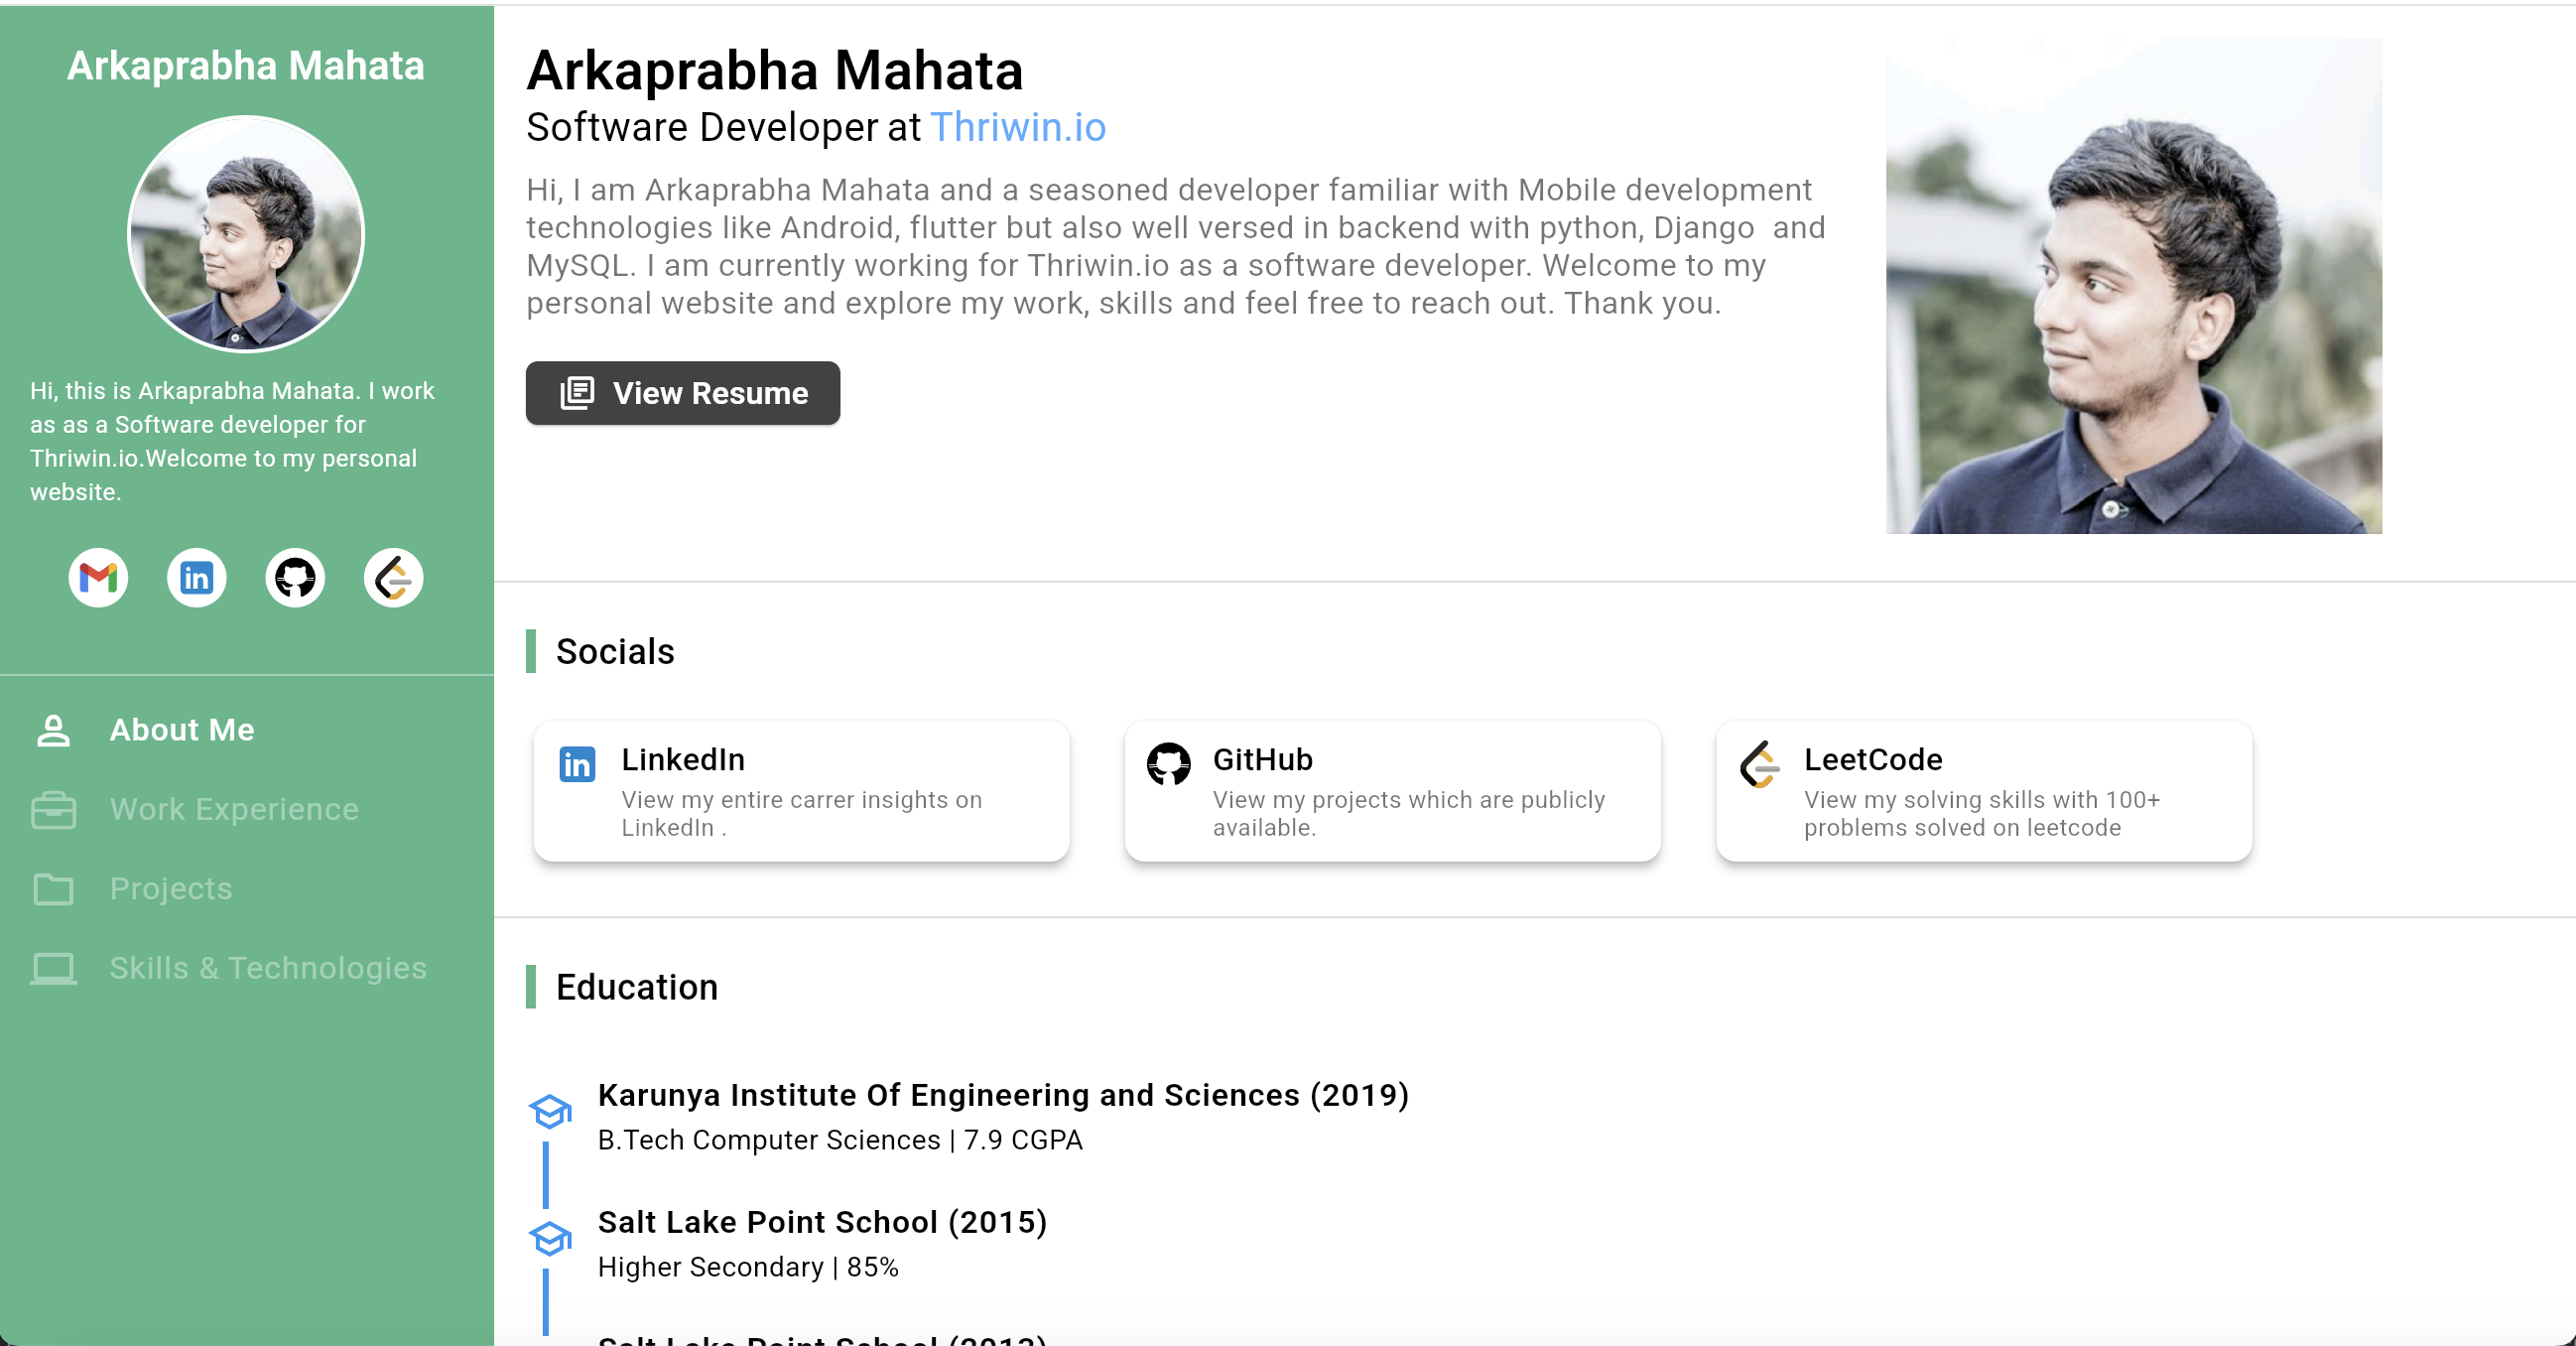 Arkaprabha Mahata
Hi, this is Arkaprabha Mahata. I work
as as a Software developer for
Thriwin.io.Welcome to my personal
website.
About Me
Work Experience
Projects
Skills & Technologies
Arkaprabha Mahata
Software Developer at Thriwin.io
Hi, I am Arkaprabha Mahata and a seasoned developer familiar with Mobile development
technologies like Android, flutter but also well versed in backend with python, Django  and
MySQL. I am currently working for Thriwin.io as a software developer. Welcome to my
personal website and explore my work, skills and feel free to reach out. Thank you.
View Resume
Socials
LinkedIn
View my entire carrer insights on
LinkedIn .
GitHub
View my projects which are publicly
available.
LeetCode
View my solving skills with 100+
problems solved on leetcode
Education
Karunya Institute Of Engineering and Sciences (2019)
B.Tech Computer Sciences | 7.9 CGPA
Salt Lake Point School (2015)
Higher Secondary | 85%
Salt Lake Point School (2013)